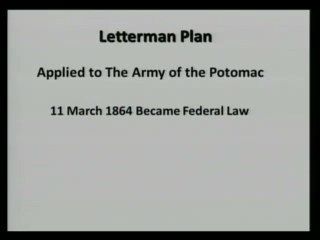 Letterman Plan
Applied to The Army of the Potomac
11 March 1864 Became Federal Law